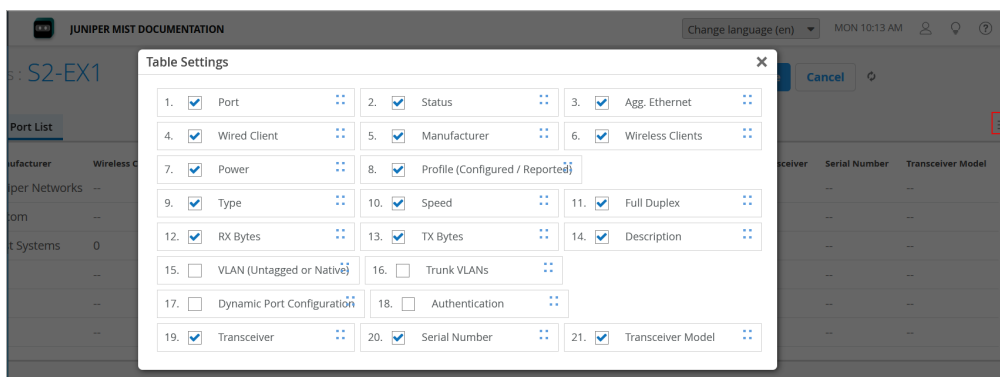 JUNIPER MIST DOCUMENTATION Change language (en) MON 10:13 AM ?
s : S2-EX1 Cancel
Table Settings
1. Port 2. Status 3. Agg. Ethernet
Port List
4. Wired Client 5. Manufacturer 6. Wireless Clients
Serial Number Transceiver Model
7. Power 8. Profile (Configured / Reported)
iper Networks -- -- --
9. Type 10. Speed 11. Full Duplex
com -- -- --
12. RX Bytes 13. TX Bytes 14. Description
t Systems 0 -- --
15. VLAN (Untagged or Native) 16. Trunk VLANs
-- -- --
17. Dynamic Port Configuration 18. Authentication
-- -- --
19. Transceiver 20. Serial Number 21. Transceiver Model
-- -- --